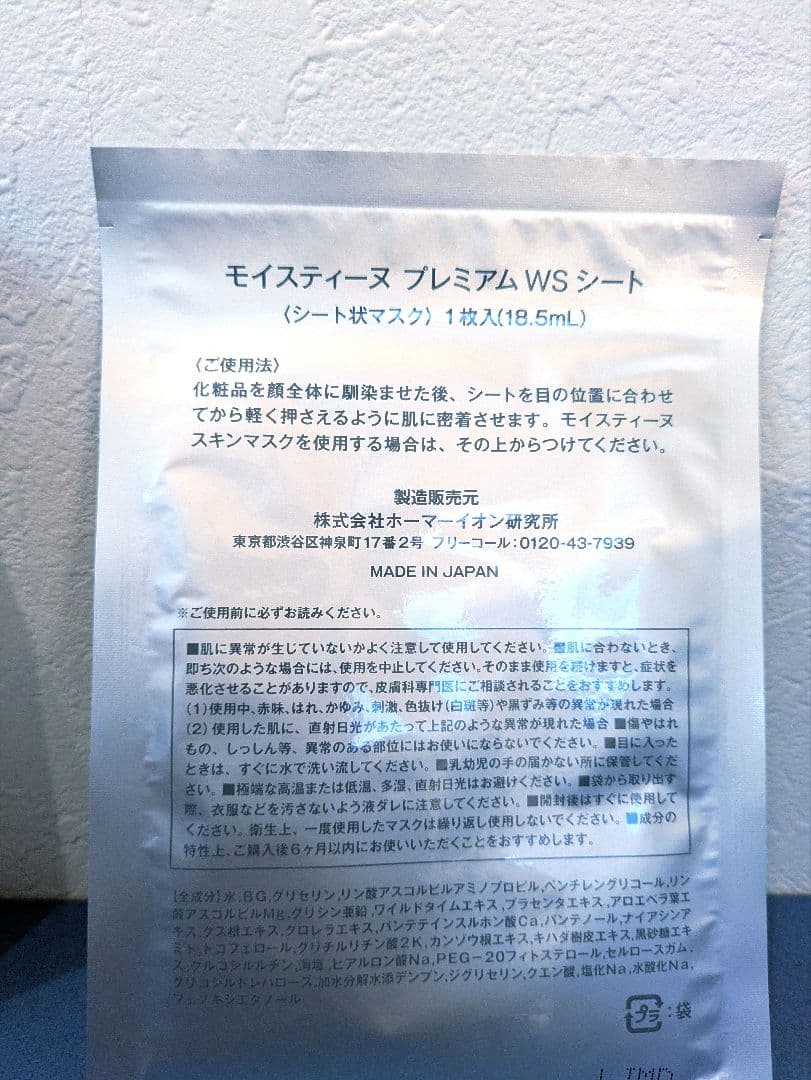 モイスティーヌ プレミアム WS シート
〈シート状マスク〉1枚入(18.5mL)
〈ご使用法〉
化粧品を顔全体に馴染ませた後、シートを目の位置に合わせ
てから軽く押さえるように肌に密着させます。モイスティーヌ
スキンマスクを使用する場合は、その上からつけてください。
製造販売元
株式会社ホーマーイオン研究所
東京都渋谷区神泉町17番2号 フリーコール:0120-43-7939
MADE IN JAPAN
※ご使用前に必ずお読みください。
■肌に異常が生じていないかよく注意して使用してください。■肌に合わないとき、
即ち次のような場合には、使用を中止してください。そのまま使用を続けますと、症状を
悪化させることがありますので、皮膚科専門医にご相談されることをおすすめします。
(1)使用中、赤味、はれ、かゆみ、刺激、色抜け(白斑等)や黒ずみ等の異常が現れた場合
(2)使用した肌に、直射日光があたって上記のような異常が現れた場合 ■傷やはれ
もの、しっしん等、異常のある部位にはお使いにならないでください。■目に入った
ときは、すぐに水で洗い流してください。■乳幼児の手の届かない所に保管してくだ
さい。■極端な高温または低温、多湿、直射日光はお避けください。■袋から取り出す
際、衣服などを汚さないよう液ダレに注意してください。■開封後はすぐに使用して
ください。衛生上、一度使用したマスクは繰り返し使用しないでください。■成分の
特性上、ご購入後6ヶ月以内にお使いいただくことをおすすめします。
【全成分】水,BG,グリセリン,リン酸アスコルビルアミノプロピル,ペンチレングリコール,リン
酸アスコルビルMg,グリシン亜鉛,ワイルドタイムエキス,プラセンタエキス,アロエベラ葉エ
キス,クズ根エキス,クロレラエキス,パンテテインスルホン酸Ca,パンテノール,ナイアシンア
ミド,トコフェロール,グリチルリチン酸2K,カンゾウ根エキス,キハダ樹皮エキス,黒砂糖エキ
ス,グルコシルルチン,海塩,ヒアルロン酸Na,PEG-20フィトステロール,セルロースガム,
グリコシルトレハロース,加水分解水添デンプン,ジグリセリン,クエン酸,塩化Na,水酸化Na,
フェノキシエタノール
プラ:袋